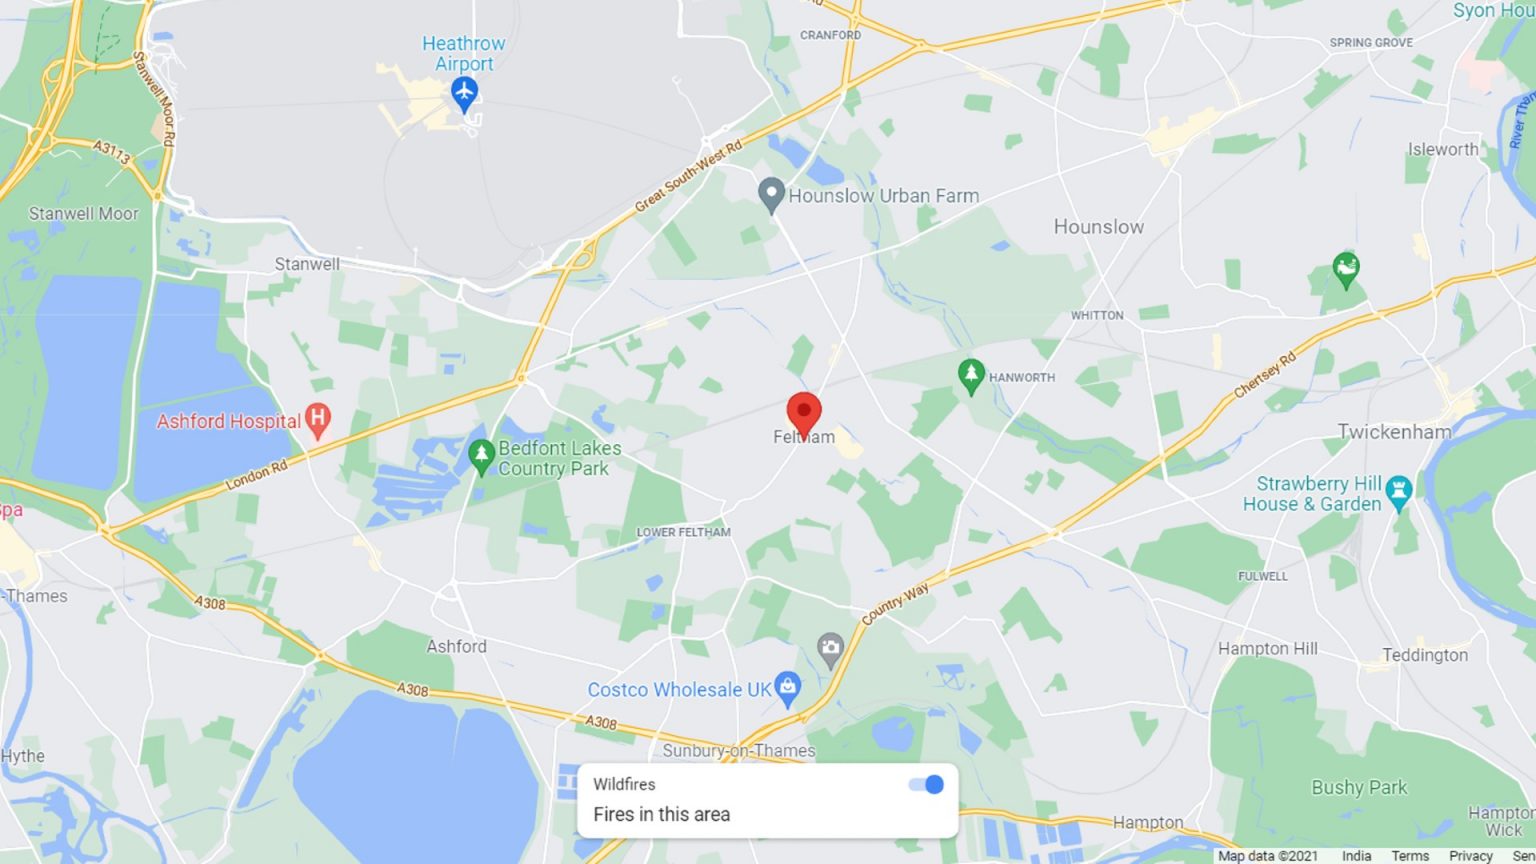 CRANFORD
SPRING GROVE
Syon Hou
Heathrow
Airport
Stanwell Moor Rd
A3113
River Tham
Isleworth
Great South-West Rd
Hounslow Urban Farm
Stanwell Moor
Hounslow
Stanwell
WHITTON
Chertsey Rd
HANWORTH
Ashford Hospital
H
Feltham
Twickenham
Bedfont Lakes
Country Park
London Rd
Strawberry Hill
House & Garden
Spa
LOWER FELTHAM
FULWELL
-Thames
A308
Country Way
Ashford
Hampton Hill
Teddington
A308
Costco Wholesale UK
A308
Sunbury-on-Thames
Hythe
Wildfires
Fires in this area
Bushy Park
Hampton
Hampton
Wick
Map data ©2021 India Terms Privacy Sen